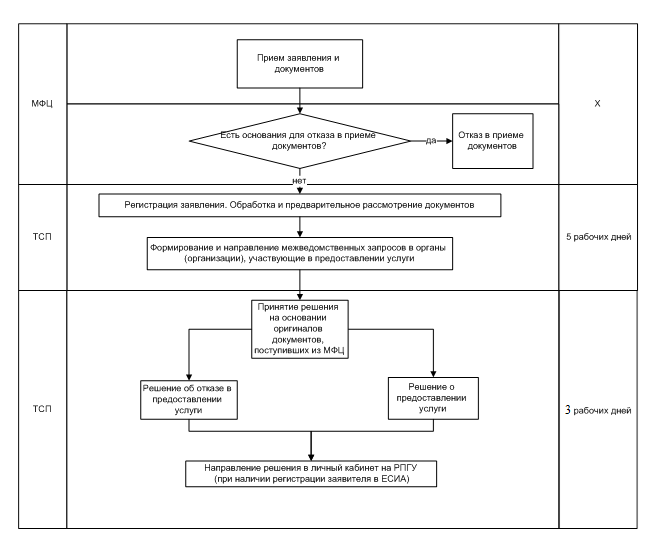 Прием заявления и
документов
МФЦ
X
Есть основания для отказа в приеме
документов?
да
Отказ в приеме
документов
нет
Регистрация заявления. Обработка и предварительное рассмотрение документов
ТСП
5 рабочих дней
Формирование и направление межведомственных запросов в органы
(организации), участвующие в предоставлении услуги
Принятие решения
на основании
оригиналов
документов,
поступивших из МФЦ
Решение об отказе в
предоставлении
услуги
Решение о
предоставлении
услуги
ТСП
3 рабочих дней
Направление решения в личный кабинет на РПГУ
(при наличии регистрации заявителя в ЕСИА)